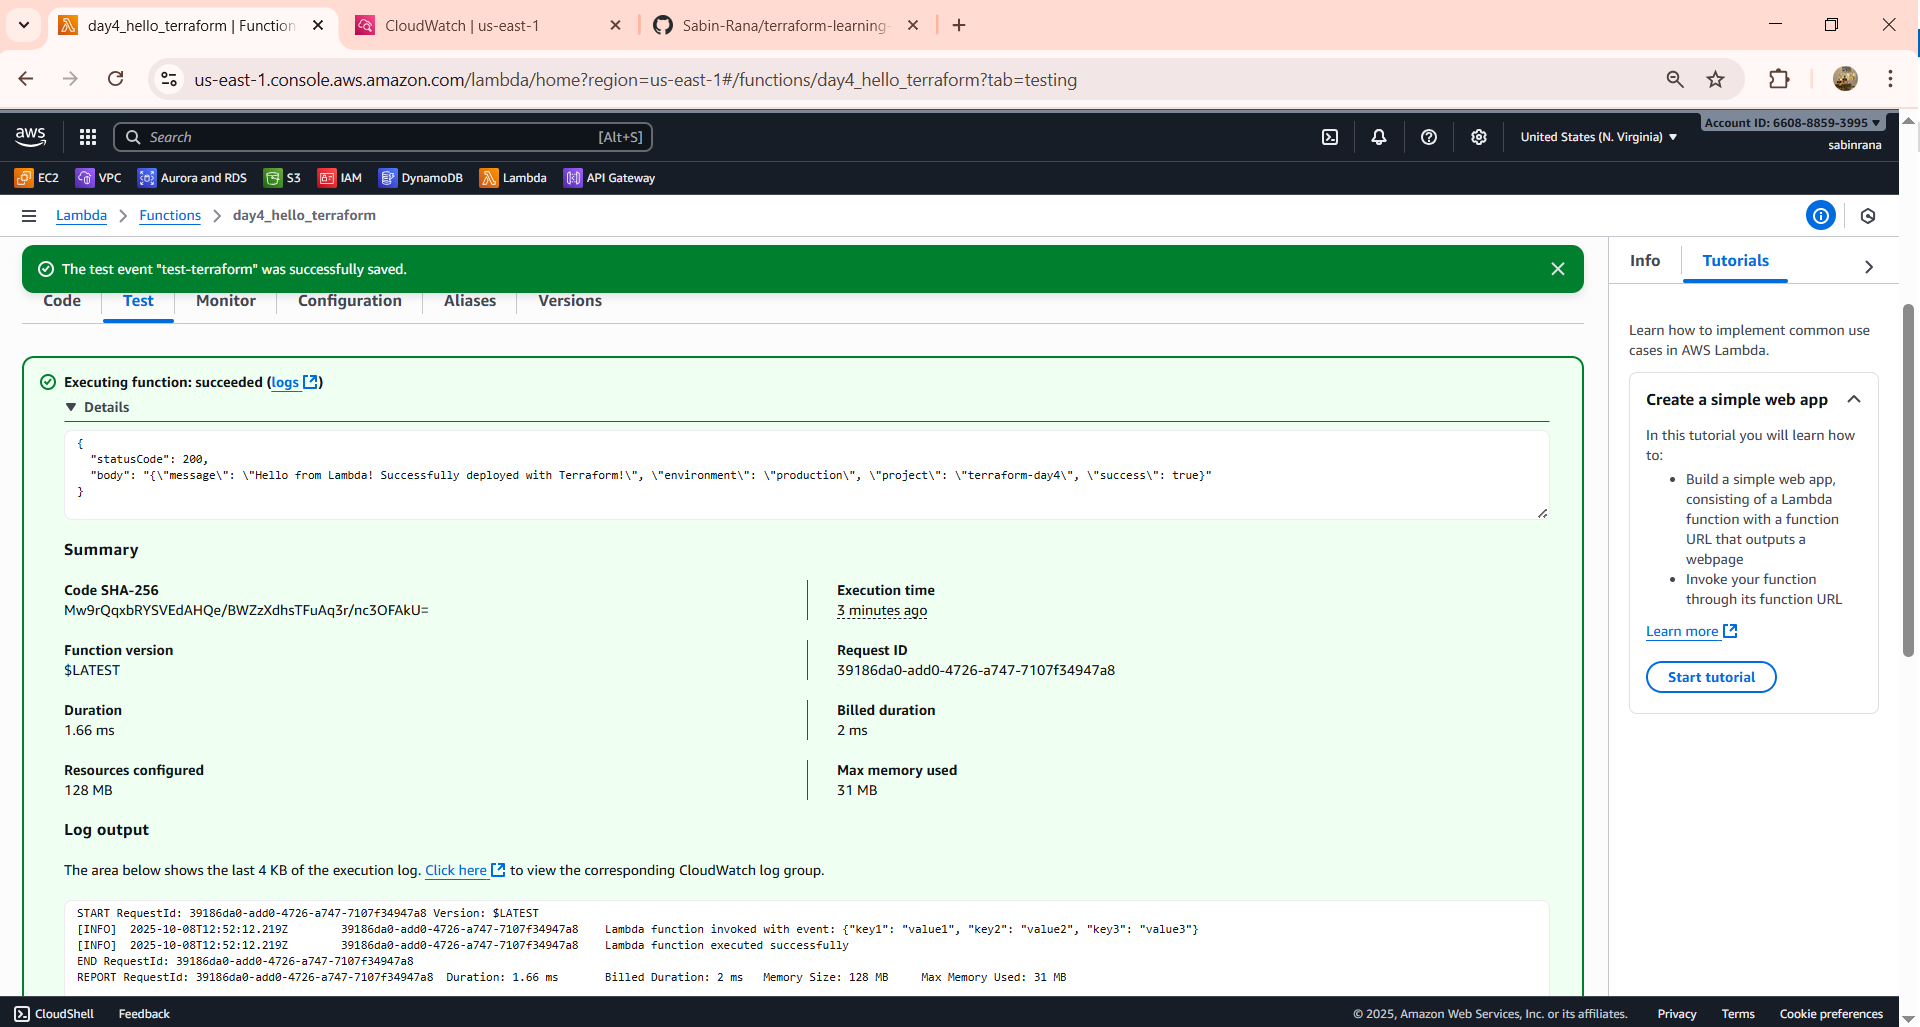 day4_hello_terraform | Function
CloudWatch | us-east-1
Sabin-Rana/terraform-learning-
us-east-1.console.aws.amazon.com/lambda/home?region=us-east-1#/functions/day4_hello_terraform?tab=testing
aws
Search
[Alt+S]
United States (N. Virginia)
Account ID: 6608-8859-3995
sabinrana
EC2
VPC
Aurora and RDS
S3
IAM
DynamoDB
Lambda
API Gateway
Lambda
Functions
day4_hello_terraform
The test event "test-terraform" was successfully saved.
Code
Test
Monitor
Configuration
Aliases
Versions
Executing function: succeeded (logs)
Details
{
"statusCode": 200,
"body": "{\"message\": \"Hello from Lambda! Successfully deployed with Terraform!\", \"environment\": \"production\", \"project\": \"terraform-day4\", \"success\": true}"
}
Summary
Code SHA-256
Mw9rQqxbRYSVEdAHQe/BWZzXdhsTFuAq3r/nc3OFAkU=
Execution time
3 minutes ago
Function version
$LATEST
Request ID
39186da0-add0-4726-a747-7107f34947a8
Duration
1.66 ms
Billed duration
2 ms
Resources configured
128 MB
Max memory used
31 MB
Log output
The area below shows the last 4 KB of the execution log. Click here to view the corresponding CloudWatch log group.
START RequestId: 39186da0-add0-4726-a747-7107f34947a8 Version: $LATEST
[INFO] 2025-10-08T12:52:12.219Z 39186da0-add0-4726-a747-7107f34947a8 Lambda function invoked with event: {"key1": "value1", "key2": "value2", "key3": "value3"}
[INFO] 2025-10-08T12:52:12.219Z 39186da0-add0-4726-a747-7107f34947a8 Lambda function executed successfully
END RequestId: 39186da0-add0-4726-a747-7107f34947a8
REPORT RequestId: 39186da0-add0-4726-a747-7107f34947a8 Duration: 1.66 ms Billed Duration: 2 ms Memory Size: 128 MB Max Memory Used: 31 MB
Info
Tutorials
Learn how to implement common use
cases in AWS Lambda.
Create a simple web app
In this tutorial you will learn how
to:
• Build a simple web app,
consisting of a Lambda
function with a function
URL that outputs a
webpage
• Invoke your function
through its function URL
Learn more
Start tutorial
CloudShell
Feedback
© 2025, Amazon Web Services, Inc. or its affiliates.
Privacy
Terms
Cookie preferences